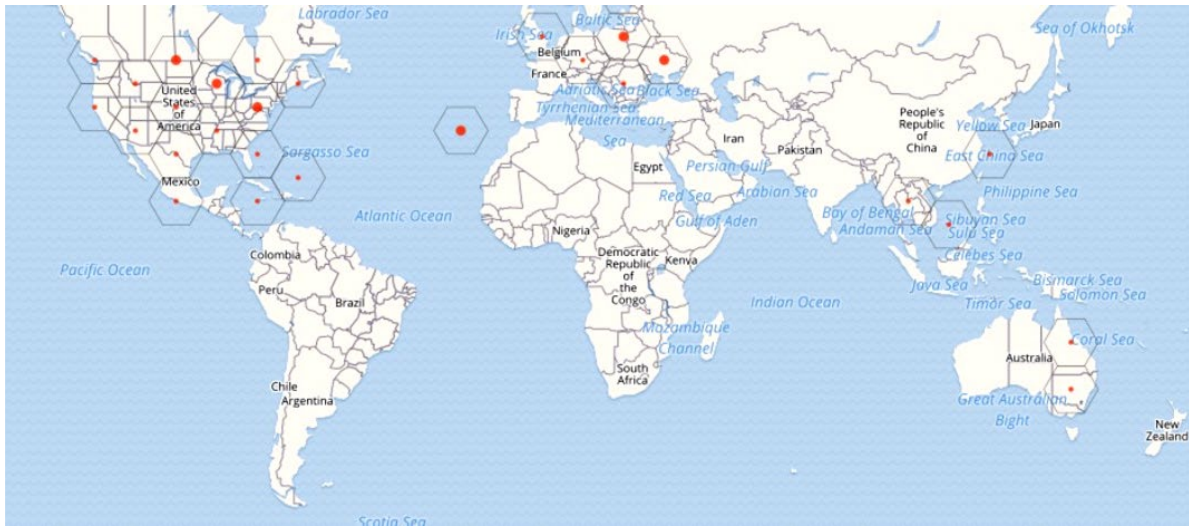 Labrador Sea
Baltic Sea
Sea of Okhotsk
Irish Sea
Belgium
France
United
States
of
America
Adriatic Sea
Black Sea
Tyrrhenian Sea
Mediterranean
Sea
People's
Republic
of
China
Japan
Yellow Sea
Iran
Pakistan
Sargasso Sea
East China Sea
Mexico
Egypt
Persian Gulf
Red Sea
Arabian Sea
Philippine Sea
Atlantic Ocean
Gulf of Aden
Bay of Bengal
Andaman Sea
Sibuyan Sea
Sulu Sea
Nigeria
Colombia
Democratic
Republic
of
the
Congo
Kenya
Celebes Sea
Pacific Ocean
Peru
Brazil
Java Sea
Bismarck Sea
Solomon Sea
Indian Ocean
Timor Sea
Mozambique
Channel
Coral Sea
Australia
South
Africa
Chile
Argentina
Great Australian
Bight
New
Zealand
Scotia Sea